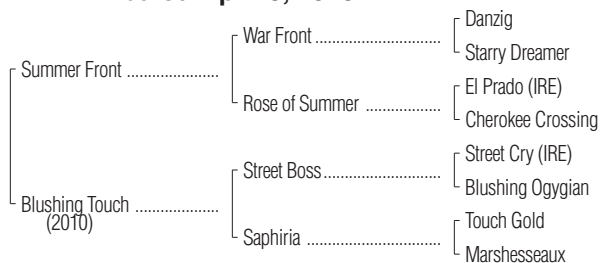 Danzig
War Front ..............................
Starry Dreamer
Summer Front .....................
El Prado (IRE)
Rose of Summer ..................
Cherokee Crossing
Street Cry (IRE)
Street Boss............................
Blushing Ogygian
Blushing Touch ...................
(2010)
Touch Gold
Saphiria ................................
Marshesseaux